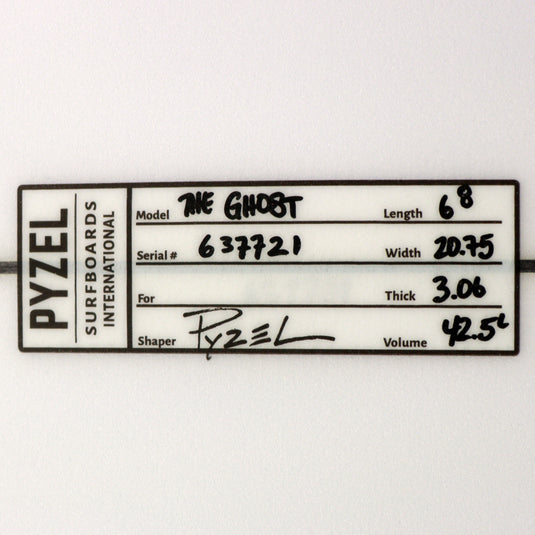 PYZEL
SURFBOARDS
INTERNATIONAL
Model THE GHOST Length 6 8
Serial # 637721 Width 20.75
For Thick 3.06
Shaper PYZEL Volume 42.5L